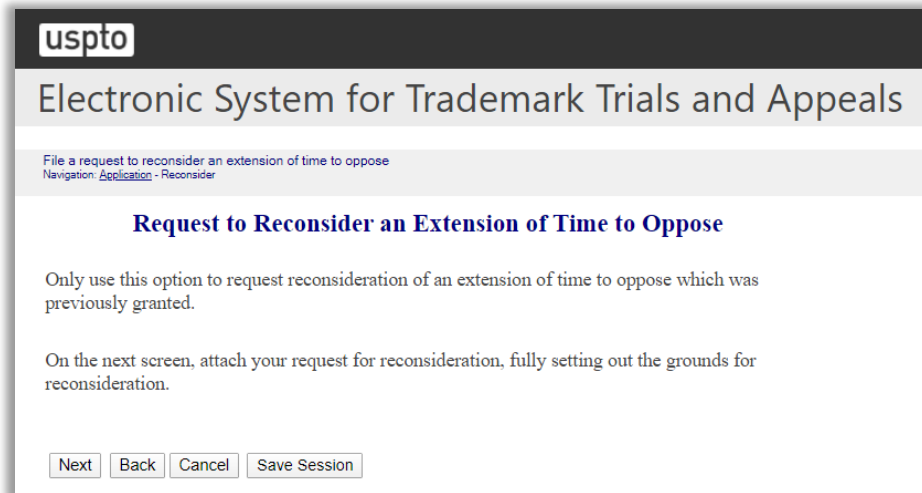 uspto
Electronic System for Trademark Trials and Appeals
File a request to reconsider an extension of time to oppose
Navigation: Application - Reconsider
Request to Reconsider an Extension of Time to Oppose
Only use this option to request reconsideration of an extension of time to oppose which was
previously granted.
On the next screen, attach your request for reconsideration, fully setting out the grounds for
reconsideration.
Next Back Cancel Save Session